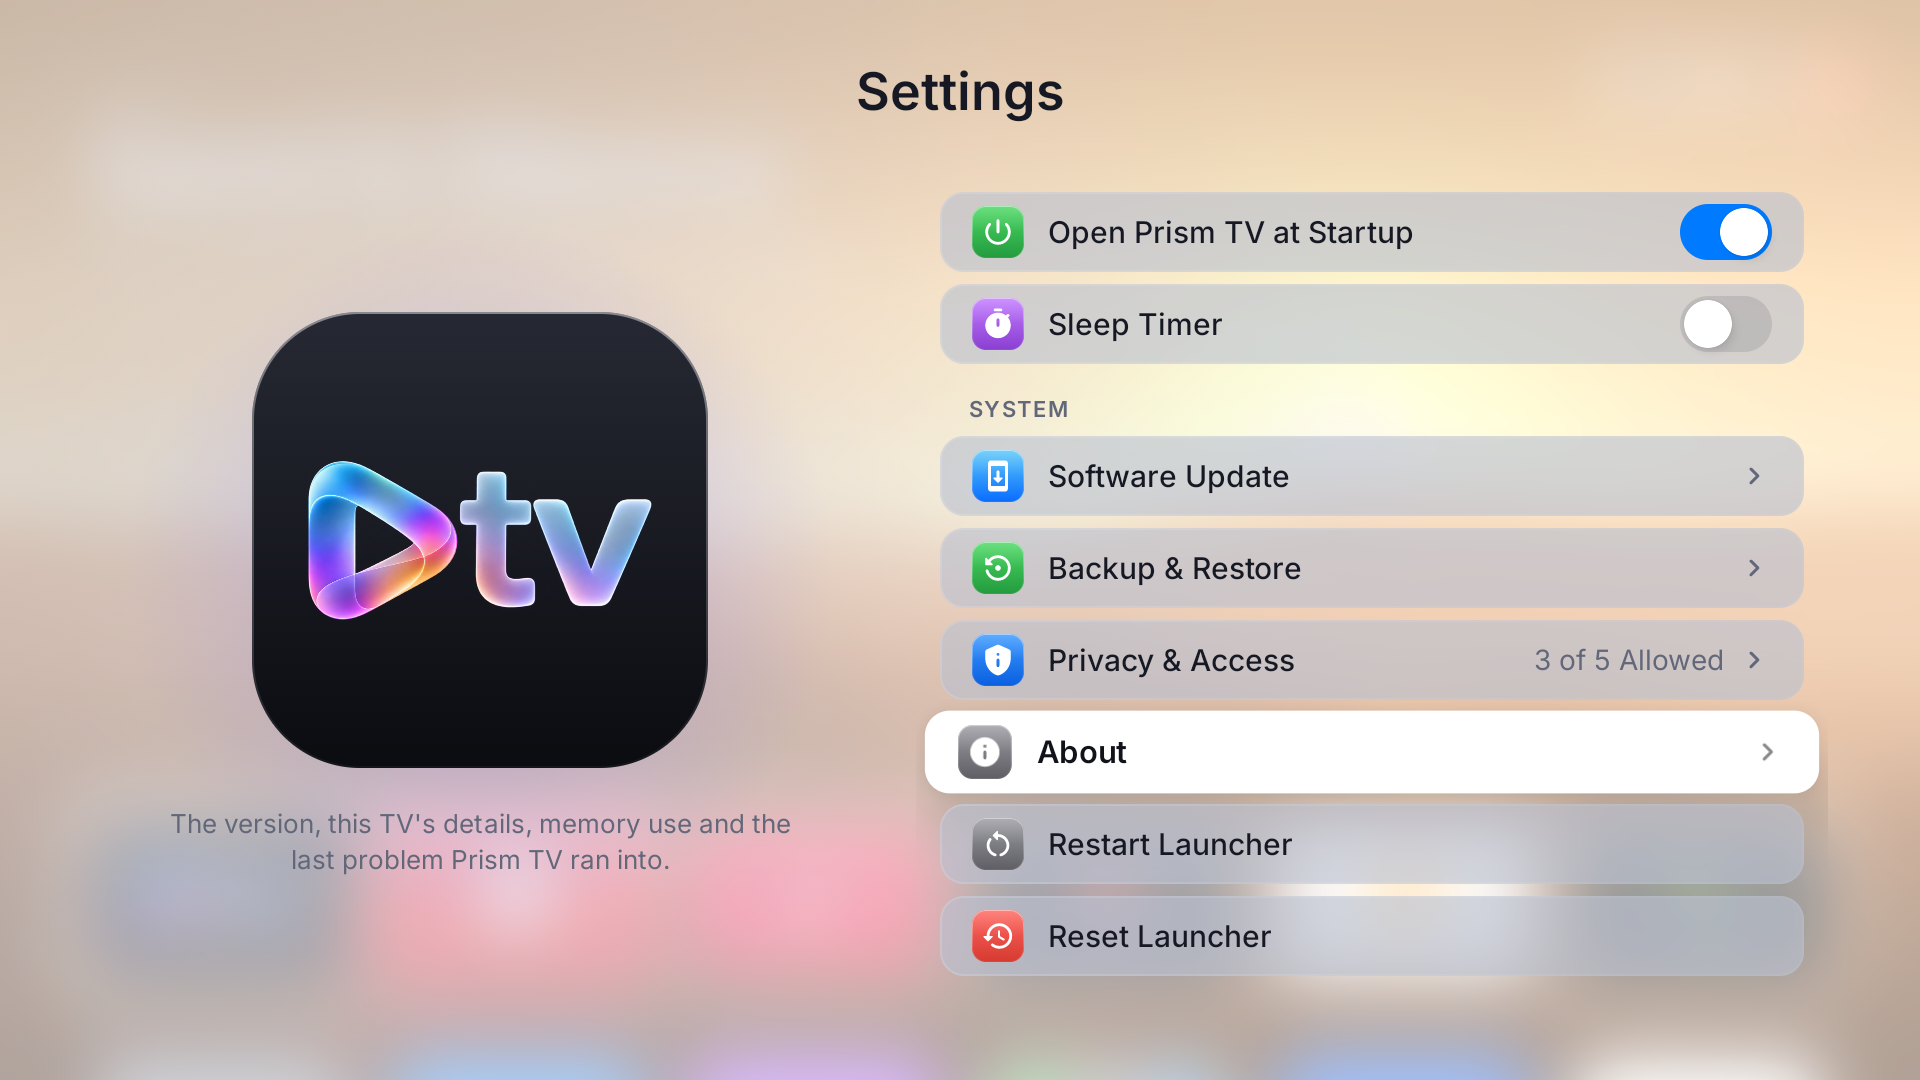 Settings
Open Prism TV at Startup
Sleep Timer
SYSTEM
Software Update
Backup & Restore
Privacy & Access 3 of 5 Allowed
About
Restart Launcher
Reset Launcher
tv
The version, this TV's details, memory use and the
last problem Prism TV ran into.